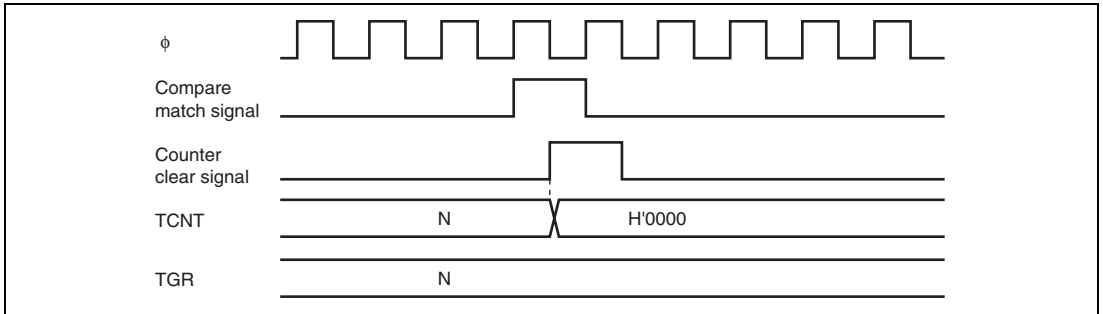 ϕ
Compare
match signal
Counter
clear signal
TCNT N H'0000
TGR N